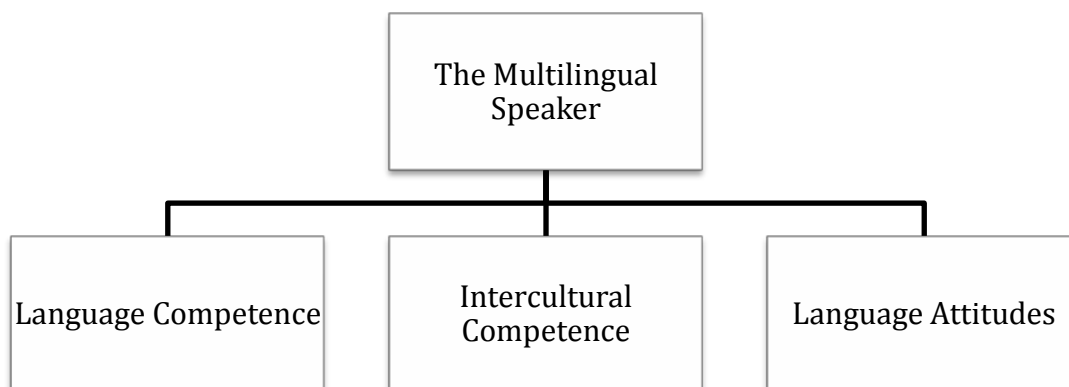 The Multilingual
Speaker
Language Competence
Intercultural
Competence
Language Attitudes